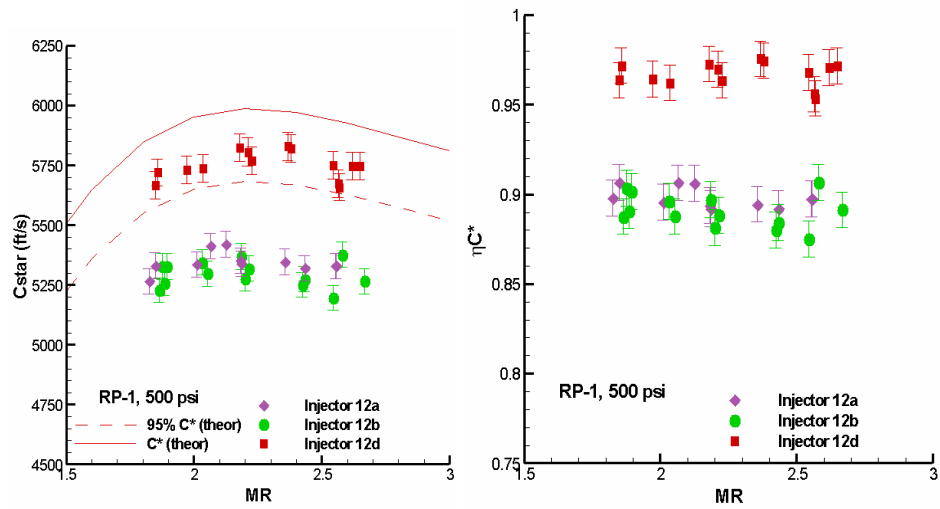 6250
6000
5750
5500
5250
5000
4750
4500
Cstar (ft/s)
RP-1, 500 psi
95% C* (theor)
C* (theor)
Injector 12a
Injector 12b
Injector 12d
1.5
2
2.5
3
MR
1
0.95
0.9
0.85
0.8
0.75
ηC*
RP-1, 500 psi
Injector 12a
Injector 12b
Injector 12d
2
2.5
3
MR